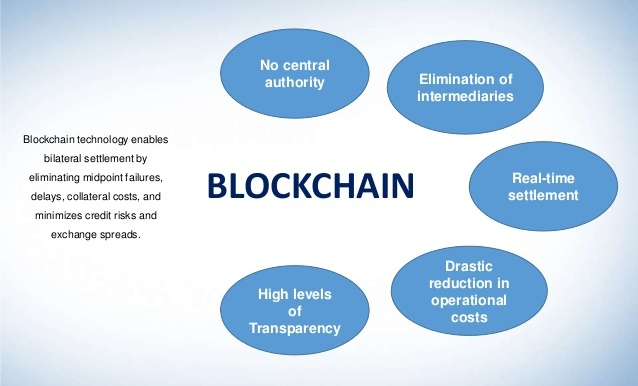 No central
authority
Elimination of
intermediaries
Blockchain technology enables
bilateral settlement by
eliminating midpoint failures,
delays, collateral costs, and
minimizes credit risks and
exchange spreads.
BLOCKCHAIN
Real-time
settlement
Drastic
reduction in
operational
costs
High levels
of
Transparency